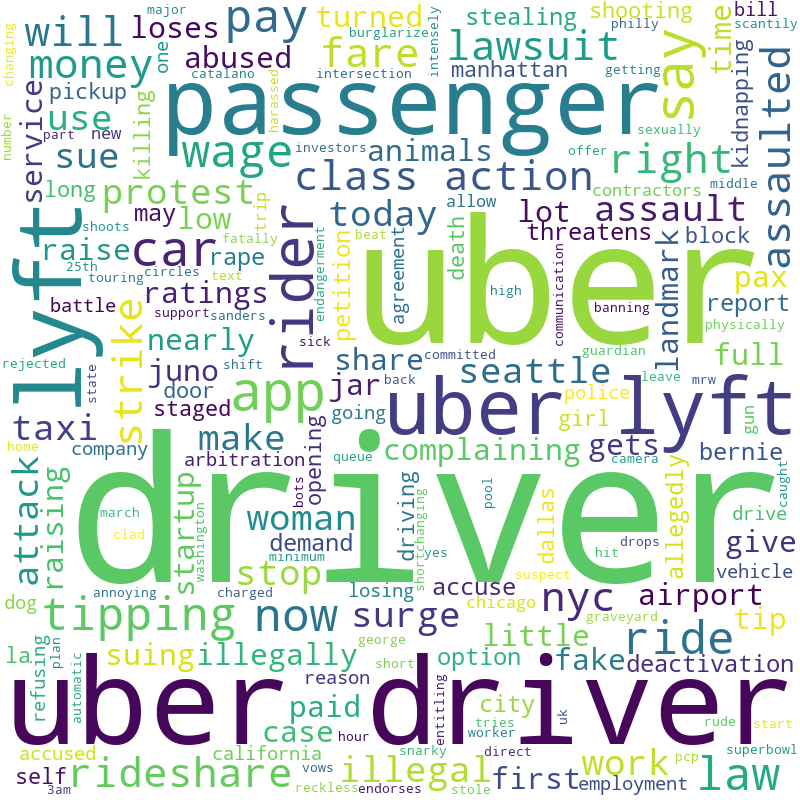 major
changing
will
loses
pay
turned
burglarize
stealing
intensely
philly
shooting
bill
scantily
money
one
abused
fare
lawsuit
say
time
catalano
intersection
manhattan
getting
pickup
harassed
passenger
service
use
killing
number
part
new
sue
wage
investors
animals
offer
sexually
right
kidnapping
assaulted
long
protest
class action
contractors
middle
may
low
trip
today
allow
lot
assault
lyft
shoots
raise
car
rape
fatally
rider
endangerment
petition
beat
agreement
death
threatens
block
landmark
25th
touring
circles
text
uber
high
communication
banning
pax
battle
support
sanders
ratings
report
physically
strike
nearly
sick
share
committed
seattle
guardian
full
rejected
state
juno
door
shift
app
jar
back
leave
mrw
staged
going
uber lyft
police
girl
gun
taxi
company
make
opening
queue
complaining
gets
camera
bernie
home
arbitration
attack
raising
startup
driver
bots
pool
caught
march
clad
washington
woman
demand
minimum
driving
shortchanging
yes
dallas
hit
drops
allegedly
drive
give
suspect
vehicle
annoying
charged
stop
losing
accuse
chicago
nyc
airport
dog
tipping
now
surge
george
little
graveyard
ride
tip
la
refusing
plan
automatic
suing
illegally
short
option
fake
deactivation
reason
entitling
uber driver
uk
paid
case
hour
city
tries
worker
rude
start
accused
california
snarky
direct
work
pcp
superbowl
self
3am
rideshare
vows
reckless
illegal
endorses
stole
first
employment
law